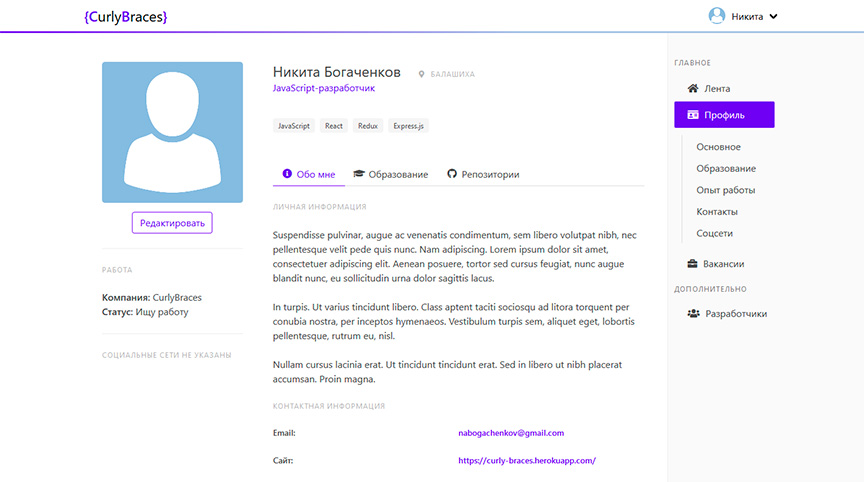 {CurlyBraces}
Никита
Редактировать
РАБОТА
Компания: CurlyBraces
Статус: Ищу работу
СОЦИАЛЬНЫЕ СЕТИ НЕ УКАЗАНЫ
Никита Богаченков
БАЛАШИХА
JavaScript-разработчик
JavaScript
React
Redux
Express.js
Обо мне
Образование
Репозитории
ЛИЧНАЯ ИНФОРМАЦИЯ
Suspendisse pulvinar, augue ac venenatis condimentum, sem libero volutpat nibh, nec
pellentesque velit pede quis nunc. Nam adipiscing. Lorem ipsum dolor sit amet,
consectetuer adipiscing elit. Aenean posuere, tortor sed cursus feugiat, nunc augue
blandit nunc, eu sollicitudin urna dolor sagittis lacus.
In turpis. Ut varius tincidunt libero. Class aptent taciti sociosqu ad litora torquent per
conubia nostra, per inceptos hymenaeos. Vestibulum turpis sem, aliquet eget, lobortis
pellentesque, rutrum eu, nisl.
Nullam cursus lacinia erat. Ut tincidunt tincidunt erat. Sed in libero ut nibh placerat
accumsan. Proin magna.
КОНТАКТНАЯ ИНФОРМАЦИЯ
Email:
nabogachenkov@gmail.com
Сайт:
https://curly-braces.herokuapp.com/
ГЛАВНОЕ
Лента
Профиль
Основное
Образование
Опыт работы
Контакты
Соцсети
Вакансии
ДОПОЛНИТЕЛЬНО
Разработчики